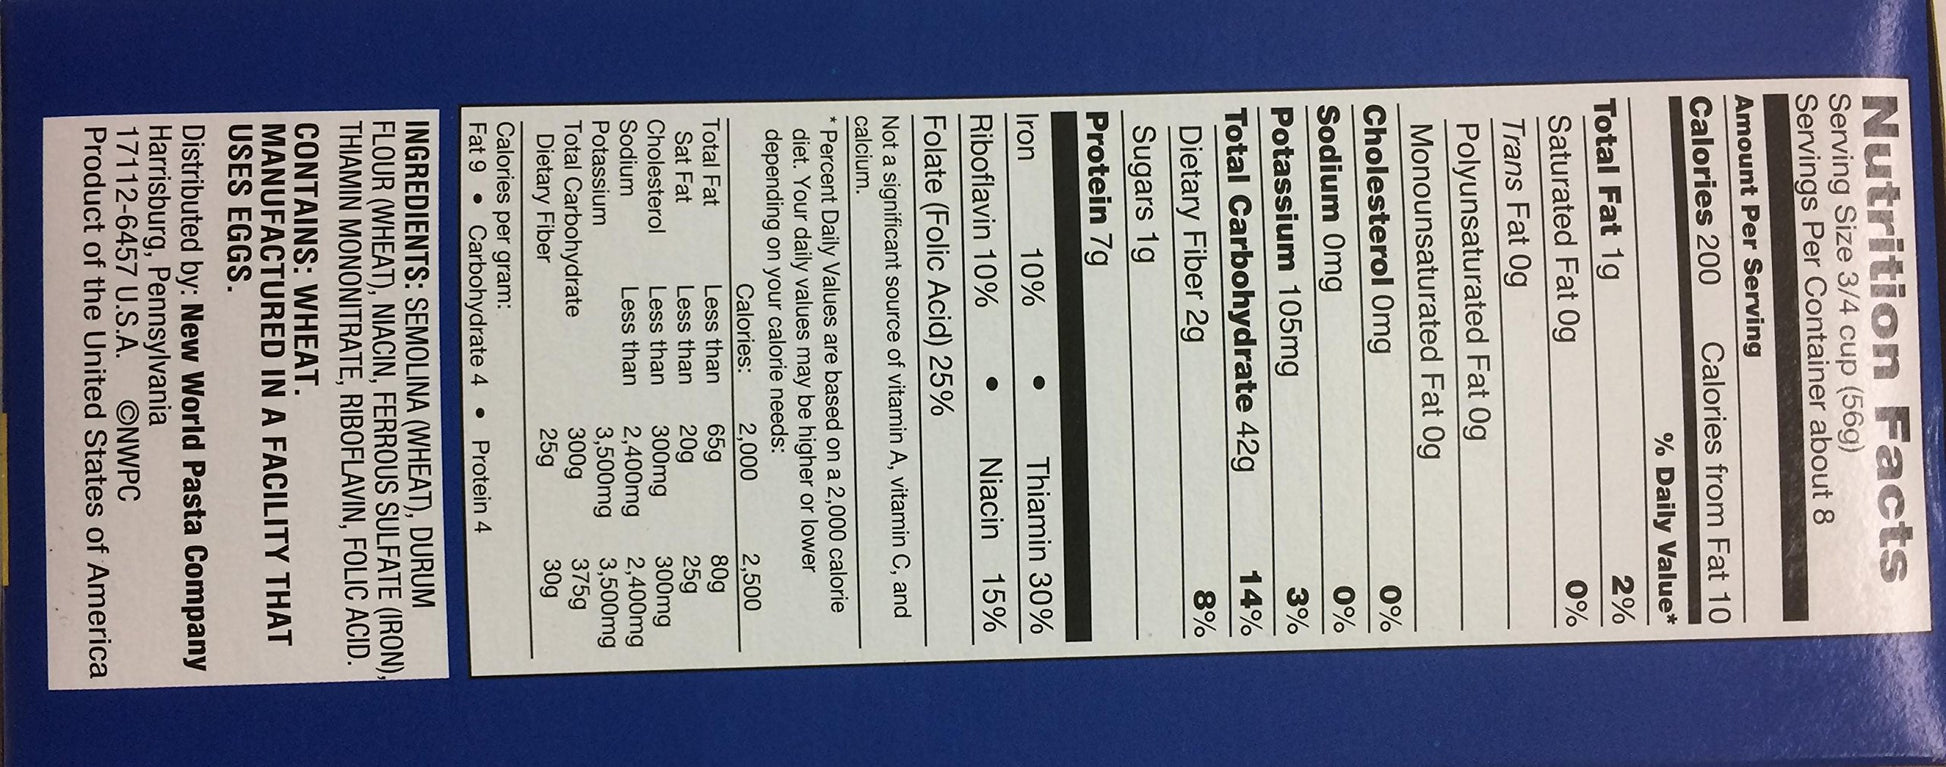 Nutrition Facts
Serving Size 3/4 cup (56g)
Servings Per Container about 8
Amount Per Serving
Calories 200 Calories from Fat 10
% Daily Value*
Total Fat 1g 2%
Saturated Fat 0g 0%
Trans Fat 0g
Polyunsaturated Fat 0g
Monounsaturated Fat 0g
Cholesterol 0mg 0%
Sodium 0mg 0%
Potassium 105mg 3%
Total Carbohydrate 42g 14%
Dietary Fiber 2g 8%
Sugars 1g
Protein 7g
Iron 10% • Thiamin 30%
Riboflavin 10% • Niacin 15%
Folate (Folic Acid) 25%
Not a significant source of vitamin A, vitamin C, and
calcium.
* Percent Daily Values are based on a 2,000 calorie
diet. Your daily values may be higher or lower
depending on your calorie needs:
Calories: 2,000 2,500
Total Fat Less than 65g 80g
Sat Fat Less than 20g 25g
Cholesterol Less than 300mg 300mg
Sodium Less than 2,400mg 2,400mg
Potassium 3,500mg 3,500mg
Total Carbohydrate 300g 375g
Dietary Fiber 25g 30g
Calories per gram:
Fat 9 • Carbohydrate 4 • Protein 4
INGREDIENTS: SEMOLINA (WHEAT), DURUM
FLOUR (WHEAT), NIACIN, FERROUS SULFATE (IRON),
THIAMIN MONONITRATE, RIBOFLAVIN, FOLIC ACID.
CONTAINS: WHEAT.
MANUFACTURED IN A FACILITY THAT
USES EGGS.
Distributed by: New World Pasta Company
Harrisburg, Pennsylvania
17112-6457 U.S.A. ©NWPC
Product of the United States of America